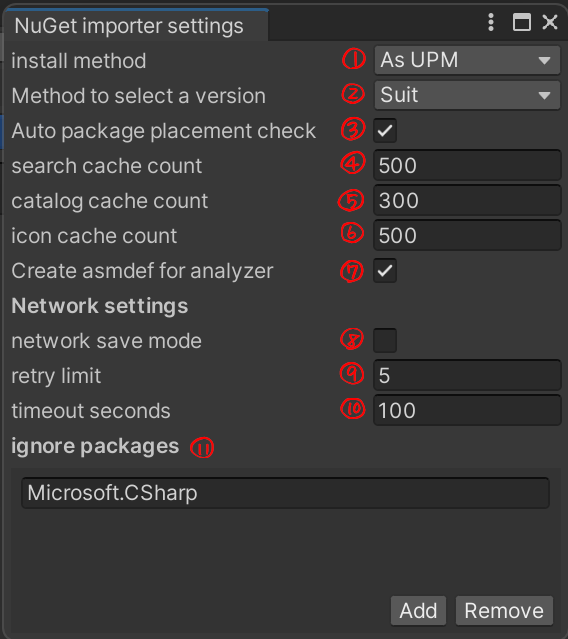 NuGet importer settings
install method ① As UPM
Method to select a version ② Suit
Auto package placement check ③
search cache count ④ 500
catalog cache count ⑤ 300
icon cache count ⑥ 500
Create asmdef for analyzer ⑦
Network settings
network save mode ⑧
retry limit ⑨ 5
timeout seconds ⑩ 100
ignore packages ⑪
Microsoft.CSharp
Add Remove